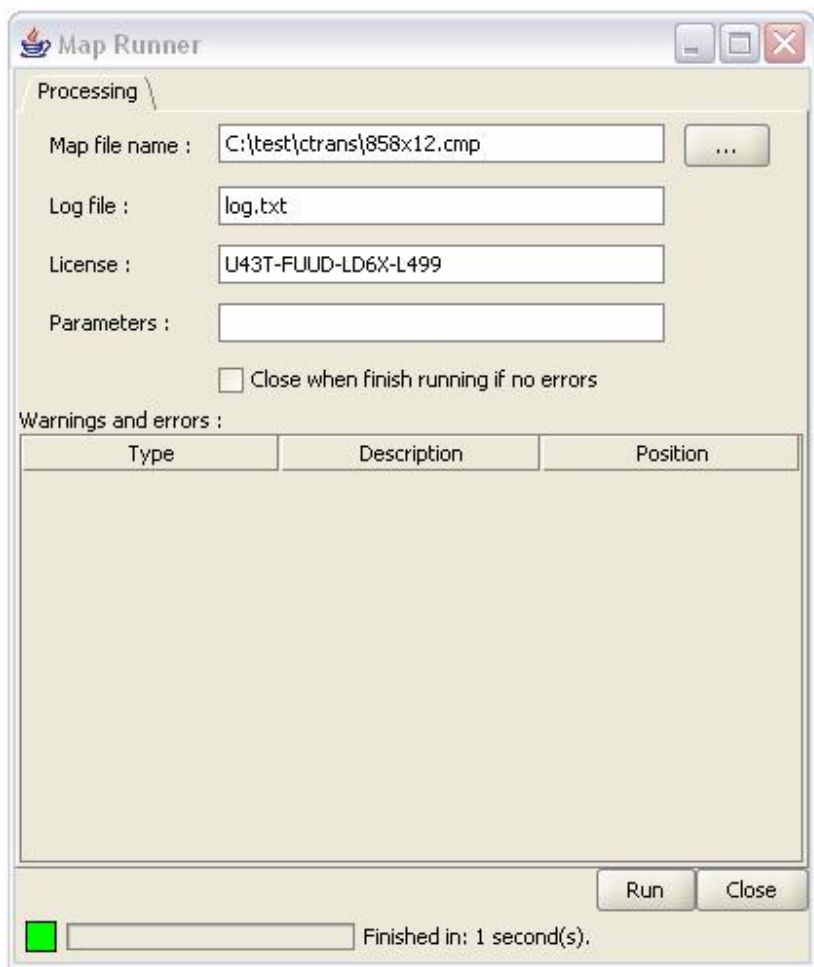 Map Runner
Processing
Map file name : C:\test\ctrans\858x12.cmp ...
Log file : log.txt
License : U43T-FUUD-LD6X-L499
Parameters :
Close when finish running if no errors
Warnings and errors :
Type Description Position
Run Close
Finished in: 1 second(s).